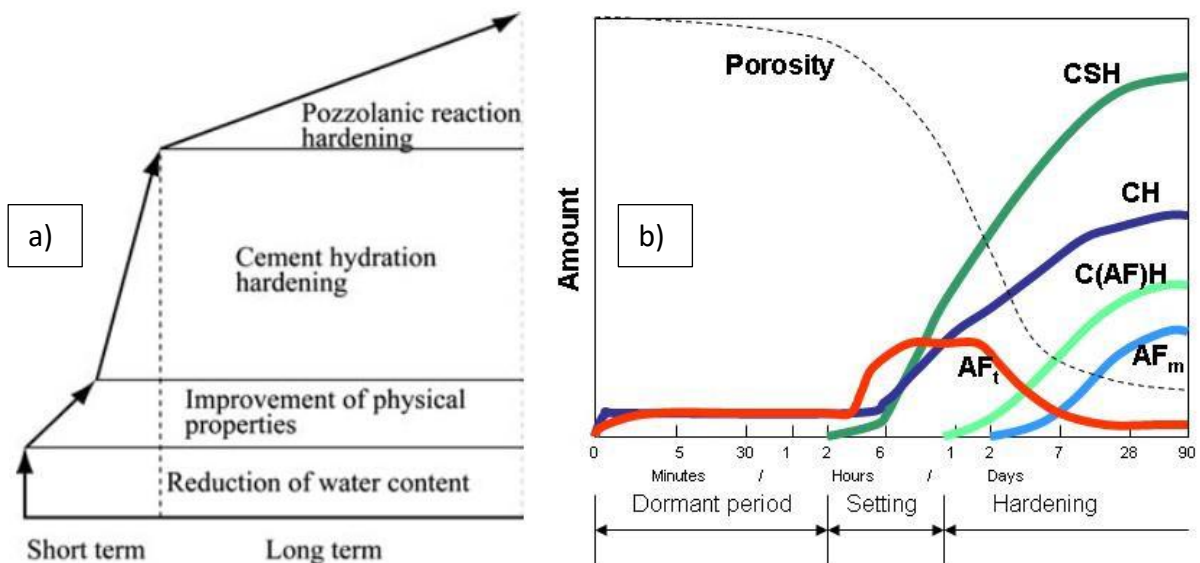 a)
Pozzolanic reaction
hardening
Cement hydration
hardening
Improvement of physical
properties
Reduction of water content
Short term
Long term
b)
Amount
Porosity
CSH
CH
C(AF)H
AFt
AFm
0 5 30 1 2 6 1 2 7 28 90
Minutes / Hours / Days
Dormant period Setting Hardening